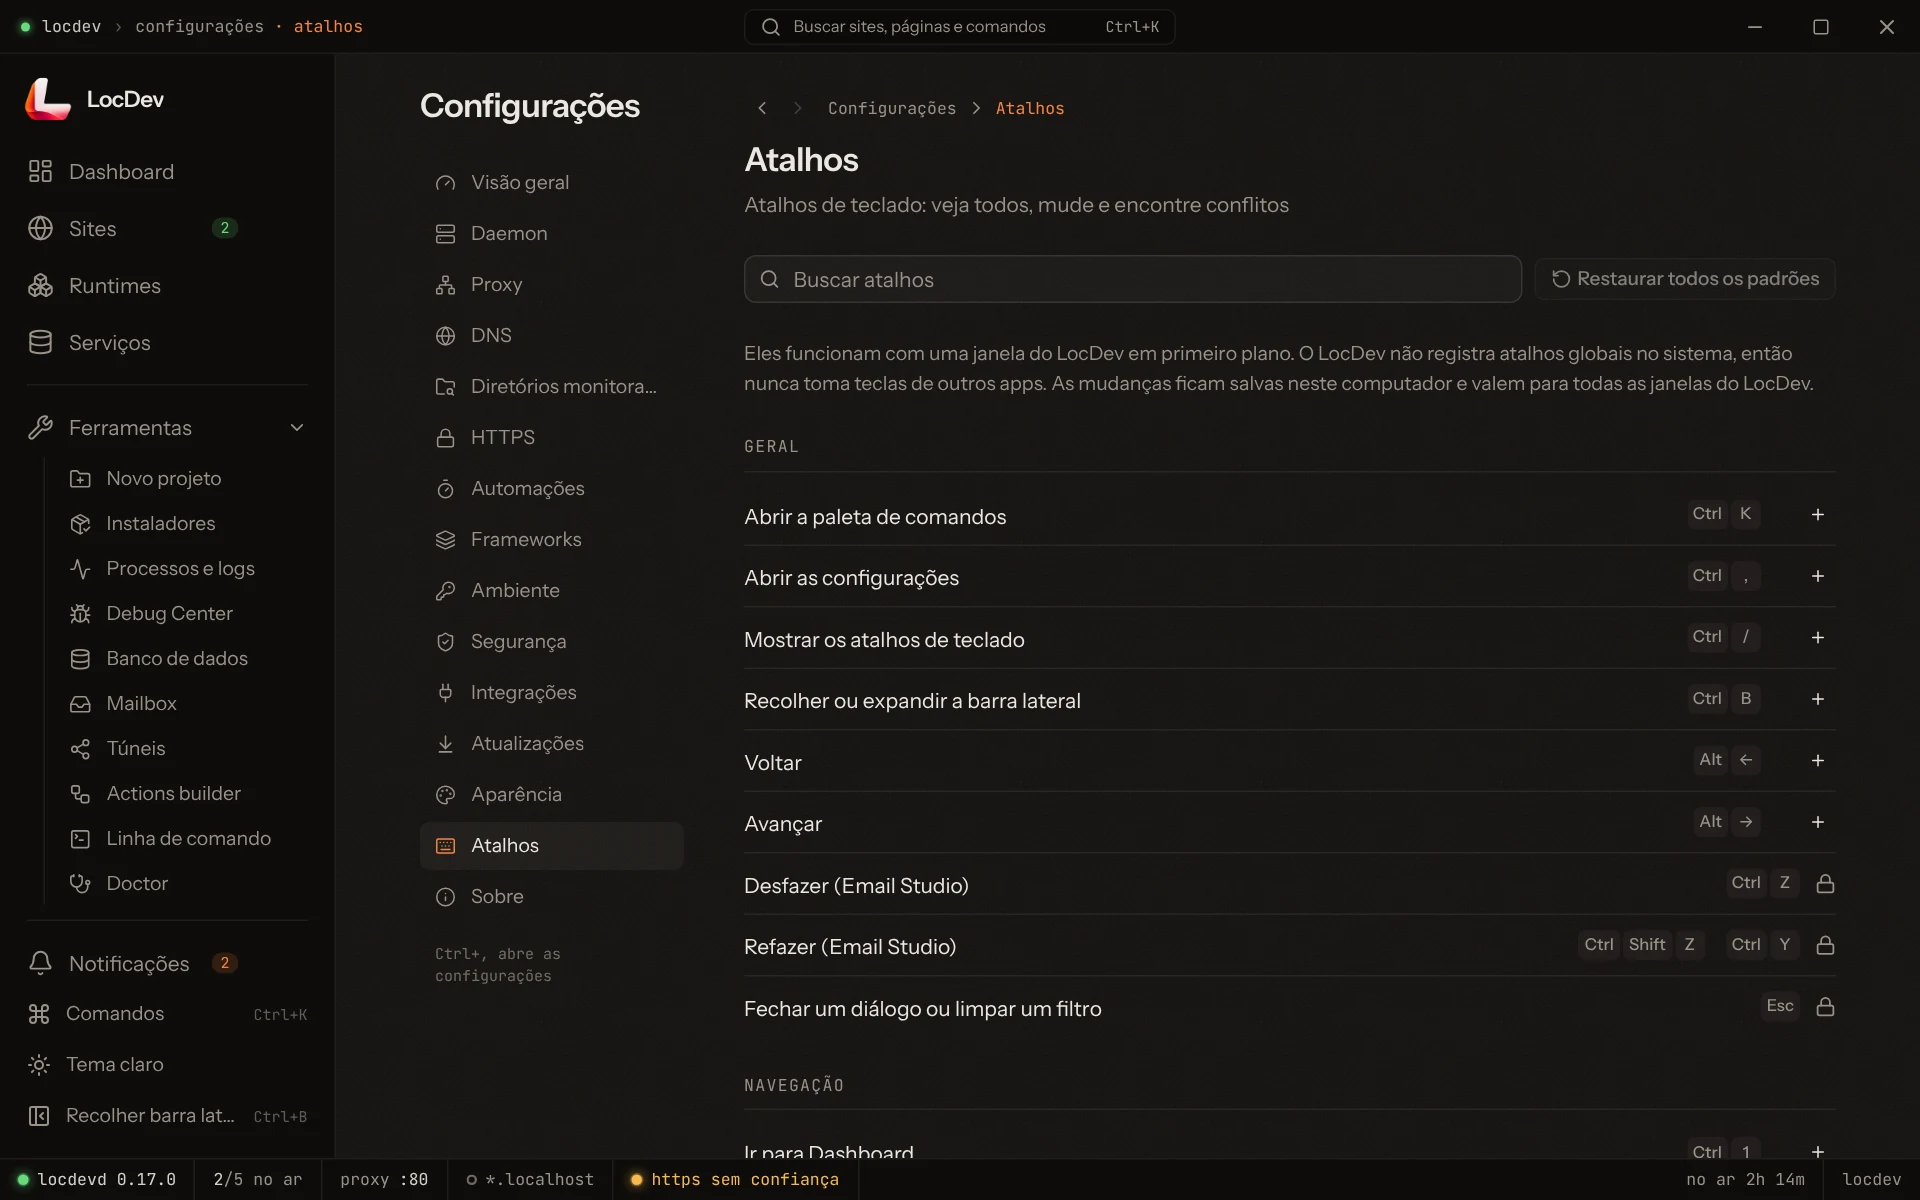 locdev › configurações · atalhos
Buscar sites, páginas e comandos Ctrl+K
LocDev
Dashboard
Sites 2
Runtimes
Serviços
Ferramentas
Novo projeto
Instaladores
Processos e logs
Debug Center
Banco de dados
Mailbox
Túneis
Actions builder
Linha de comando
Doctor
Notificações 2
Comandos Ctrl+K
Tema claro
Recolher barra lat... Ctrl+B
Configurações
Visão geral
Daemon
Proxy
DNS
Diretórios monitora...
HTTPS
Automações
Frameworks
Ambiente
Segurança
Integrações
Atualizações
Aparência
Atalhos
Sobre
Ctrl+, abre as
configurações
Configurações > Atalhos
Atalhos
Atalhos de teclado: veja todos, mude e encontre conflitos
Buscar atalhos
Restaurar todos os padrões
Eles funcionam com uma janela do LocDev em primeiro plano. O LocDev não registra atalhos globais no sistema, então
nunca toma teclas de outros apps. As mudanças ficam salvas neste computador e valem para todas as janelas do LocDev.
GERAL
Abrir a paleta de comandos Ctrl K +
Abrir as configurações Ctrl , +
Mostrar os atalhos de teclado Ctrl / +
Recolher ou expandir a barra lateral Ctrl B +
Voltar Alt ← +
Avançar Alt → +
Desfazer (Email Studio) Ctrl Z
Refazer (Email Studio) Ctrl Shift Z Ctrl Y
Fechar um diálogo ou limpar um filtro Esc
NAVEGAÇÃO
Ir para Dashboard Ctrl 1 +
locdevd 0.17.0 2/5 no ar proxy :80 *.localhost https sem confiança no ar 2h 14m locdev